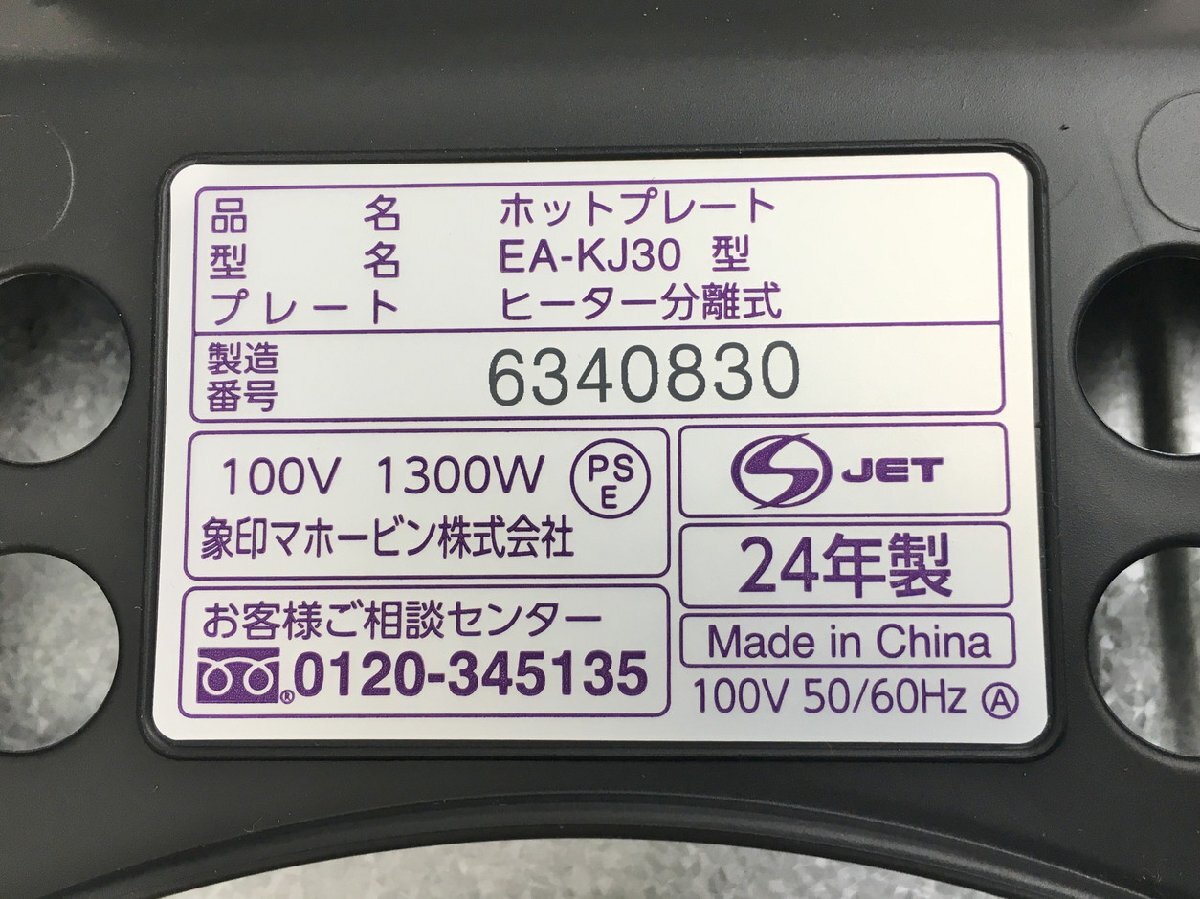 品名 ホットプレート
型名 EA-KJ30 型
プレート ヒーター分離式
製造番号 6340830
100V 1300W PSE
象印マホービン株式会社
S JET
24年製
お客様ご相談センター
®0120-345135
Made in China
100V 50/60Hz Ⓐ